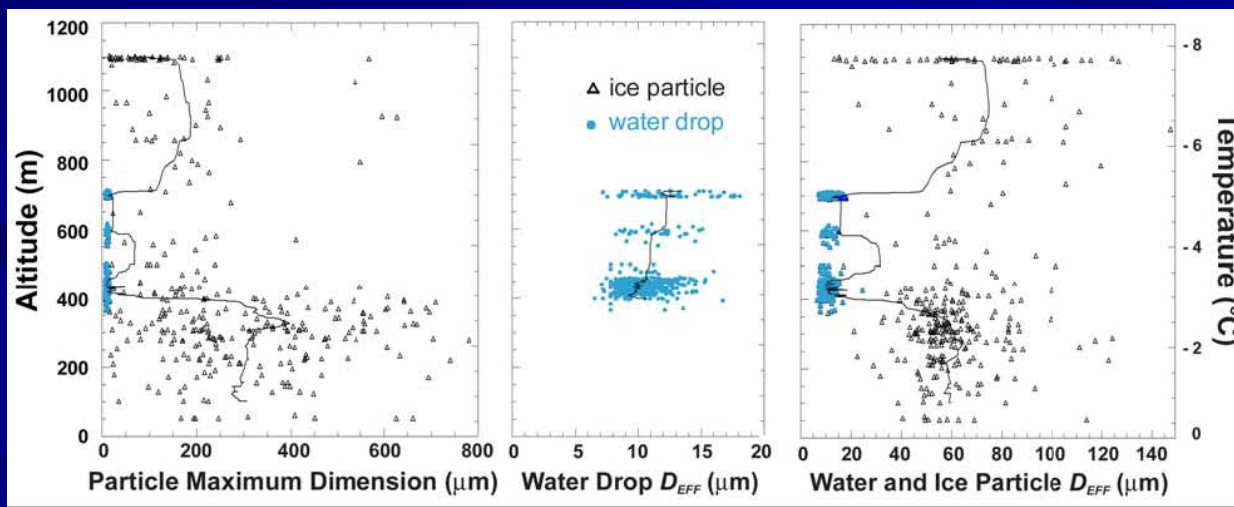 1200
1000
800
600
400
200
0
Altitude (m)
0 200 400 600 800
Particle Maximum Dimension (μm)
△ ice particle
● water drop
0 5 10 15 20
Water Drop D_EFF (μm)
0 20 40 60 80 100 120 140
Water and Ice Particle D_EFF (μm)
- 8
- 6
- 4
- 2
0
Temperature (°C)